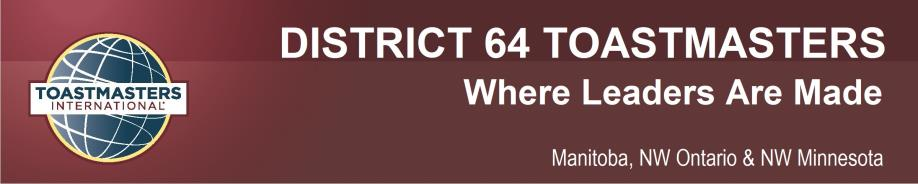 DISTRICT 64 TOASTMASTERS
Where Leaders Are Made
TOASTMASTERS
INTERNATIONAL
Manitoba, NW Ontario & NW Minnesota